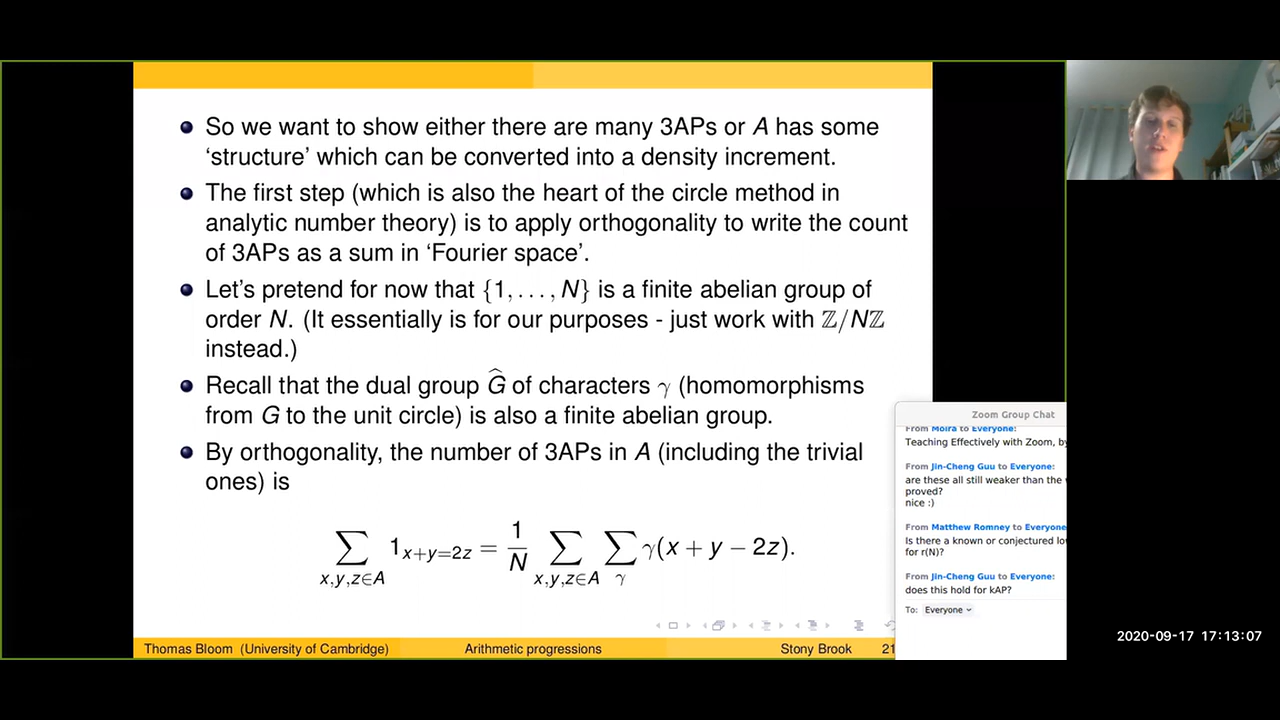 So we want to show either there are many 3APs or A has some
‘structure’ which can be converted into a density increment.
The first step (which is also the heart of the circle method in
analytic number theory) is to apply orthogonality to write the count
of 3APs as a sum in ‘Fourier space’.
Let’s pretend for now that {1, . . . , N} is a finite abelian group of
order N. (It essentially is for our purposes - just work with ℤ/Nℤ
instead.)
Recall that the dual group Ĝ of characters γ (homomorphisms
from G to the unit circle) is also a finite abelian group.
By orthogonality, the number of 3APs in A (including the trivial
ones) is
∑_{x,y,z∈A} 1_{x+y=2z} = 1/N ∑_{x,y,z∈A} ∑_γ γ(x + y − 2z).
Thomas Bloom (University of Cambridge) Arithmetic progressions Stony Brook 21
Zoom Group Chat
From Moira to Everyone:
Teaching Effectively with Zoom, by
From Jin-Cheng Guu to Everyone:
are these all still weaker than the
proved?
nice :)
From Matthew Romney to Everyone
Is there a known or conjectured
for r(N)?
From Jin-Cheng Guu to Everyone:
does this hold for kAP?
To: Everyone
2020-09-17 17:13:07